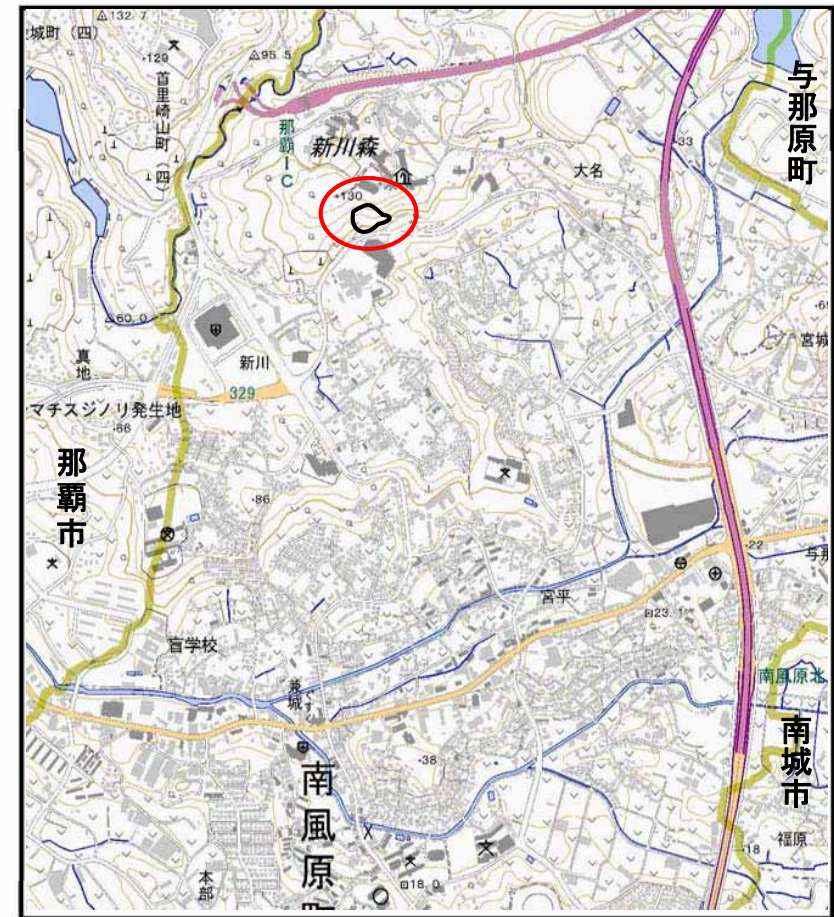 132.7
城町(四)
129
95.5
首里崎山町(四)
那覇IC
新川森
130
大名
33
与那原町
60.0
新川
真地
329
マチスジノリ発生地
86
那覇市
86
宮城
22
宮平
23.1
盲学校
兼城
南風原北
南城市
38
南風原町
福原
18
本部
18.0